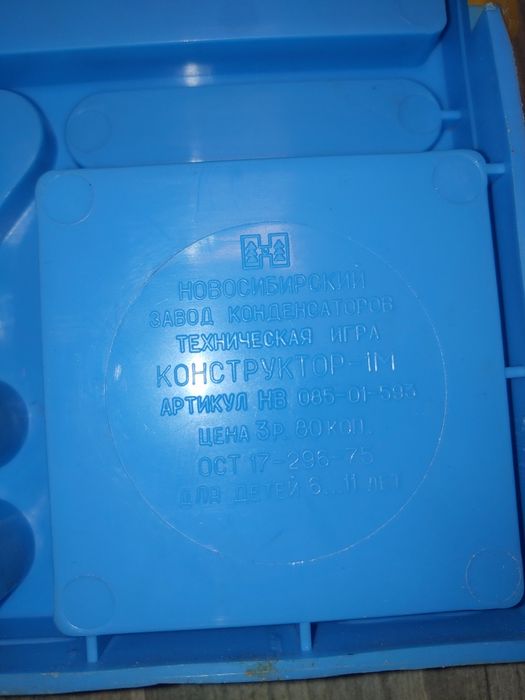 НОВОСИБИРСКИЙ
ЗАВОД КОНДЕНСАТОРОВ
ТЕХНИЧЕСКАЯ ИГРА
КОНСТРУКТОР-1М
АРТИКУЛ НВ 085-01-593
ЦЕНА 3Р. 80 КОП.
ОСТ 17-296-75
ДЛЯ ДЕТЕЙ 6...11 ЛЕТ